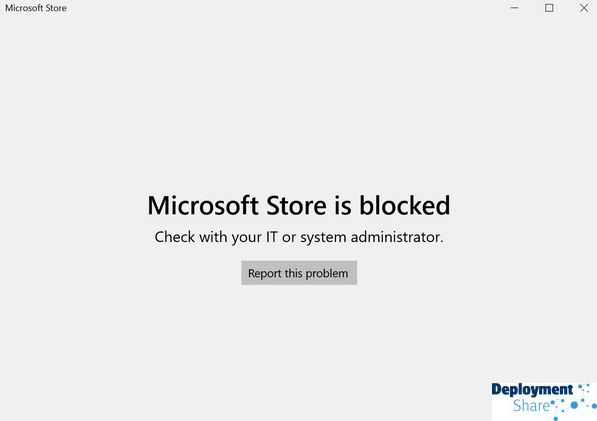 Microsoft Store
Microsoft Store is blocked
Check with your IT or system administrator.
Report this problem
Deployment
Share